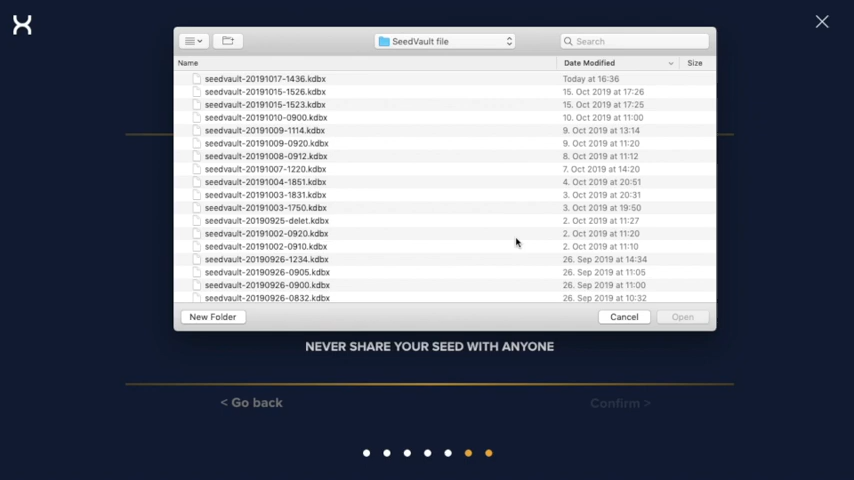 SeedVault file
Search
Name Date Modified Size
seedvault-20191017-1436.kdbx Today at 16:36
seedvault-20191015-1526.kdbx 15. Oct 2019 at 17:26
seedvault-20191015-1523.kdbx 15. Oct 2019 at 17:25
seedvault-20191010-0900.kdbx 10. Oct 2019 at 11:00
seedvault-20191009-1114.kdbx 9. Oct 2019 at 13:14
seedvault-20191009-0920.kdbx 9. Oct 2019 at 11:20
seedvault-20191008-0912.kdbx 8. Oct 2019 at 11:12
seedvault-20191007-1220.kdbx 7. Oct 2019 at 14:20
seedvault-20191004-1851.kdbx 4. Oct 2019 at 20:51
seedvault-20191003-1831.kdbx 3. Oct 2019 at 20:31
seedvault-20191003-1750.kdbx 3. Oct 2019 at 19:50
seedvault-20190925-delet.kdbx 2. Oct 2019 at 11:27
seedvault-20191002-0920.kdbx 2. Oct 2019 at 11:20
seedvault-20191002-0910.kdbx 2. Oct 2019 at 11:10
seedvault-20190926-1234.kdbx 26. Sep 2019 at 14:34
seedvault-20190926-0905.kdbx 26. Sep 2019 at 11:05
seedvault-20190926-0900.kdbx 26. Sep 2019 at 11:00
seedvault-20190926-0832.kdbx 26. Sep 2019 at 10:32
New Folder Cancel Open
NEVER SHARE YOUR SEED WITH ANYONE
< Go back Confirm >